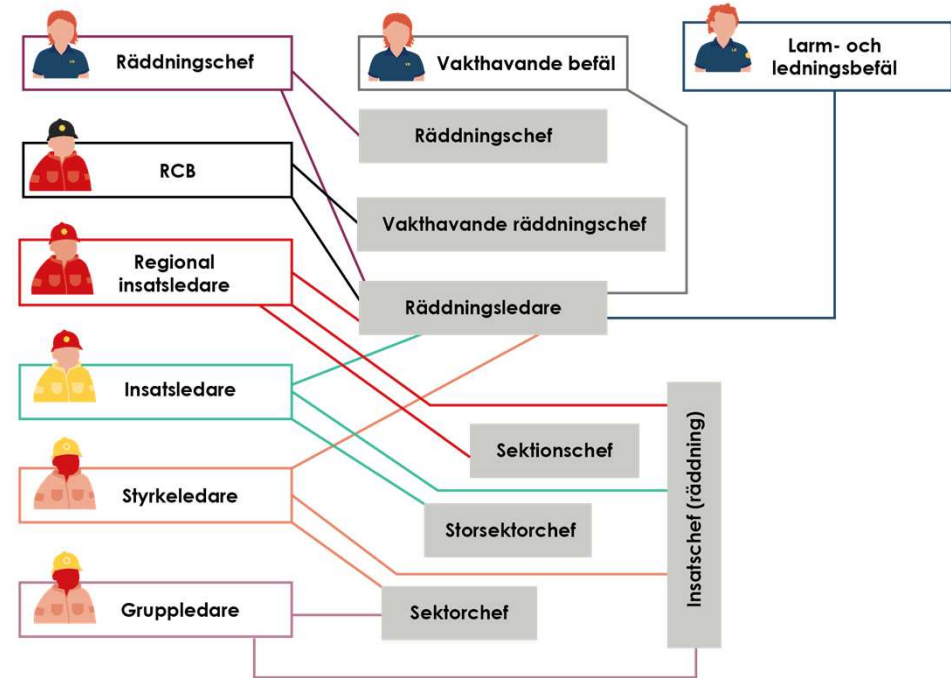 Räddningschef
Vakthavande befäl
Larm- och
ledningsbefäl
Räddningschef
RCB
Vakthavande räddningschef
Regional
insatsledare
Räddningsledare
Insatsledare
Sektionschef
Insatschef (räddning)
Styrkeledare
Storsektorchef
Gruppledare
Sektorchef